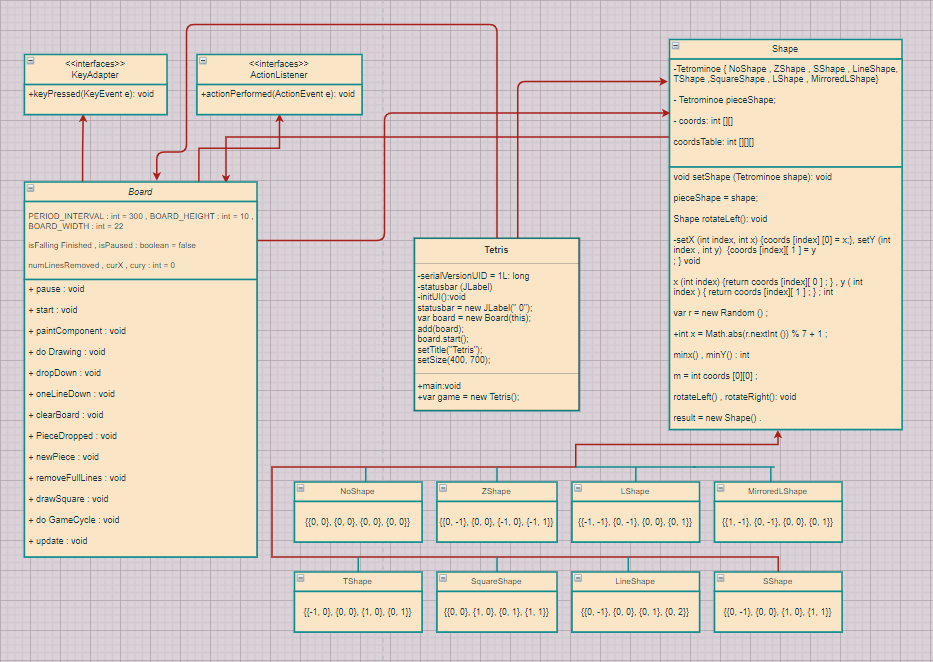 <<interfaces>>
KeyAdapter
+keyPressed(KeyEvent e): void
<<interfaces>>
ActionListener
+actionPerformed(ActionEvent e): void
Shape
-Tetrominoe { NoShape , ZShape , SShape , LineShape,
TShape ,SquareShape , LShape , MirroredLShape}
- Tetrominoe pieceShape;
- coords: int [][]
coordsTable: int [][][]
void setShape (Tetrominoe shape): void
pieceShape = shape;
Shape rotateLeft(): void
-setX (int index, int x) {coords [index] [0] = x;}, setY (int
index , int y)  {coords [index][ 1 ] = y
; } void
x (int index) {return coords [index][ 0 ] ; } , y ( int
index ) { return coords [index][ 1 ] ; } ; int
var r = new Random () ;
+int x = Math.abs(r.nextInt ()) % 7 + 1 ;
minx() , minY() : int
m = int coords [0][0] ;
rotateLeft() , rotateRight(): void
result = new Shape() .
Board
PERIOD_INTERVAL : int = 300 , BOARD_HEIGHT : int = 10 ,
BOARD_WIDTH : int = 22
isFalling Finished , isPaused : boolean = false
numLinesRemoved , curX , cury : int = 0
+ pause : void
+ start : void
+ paintComponent : void
+ do Drawing : void
+ dropDown : void
+ oneLineDown : void
+ clearBoard : void
+ PieceDropped : void
+ newPiece : void
+ removeFullLines : void
+ drawSquare : void
+ do GameCycle : void
+ update : void
Tetris
-serialVersionUID = 1L: long
-statusbar (JLabel)
-initUI():void
statusbar = new JLabel(" 0");
var board = new Board(this);
add(board);
board.start();
setTitle("Tetris");
setSize(400, 700);
+main:void
+var game = new Tetris();
NoShape
{{0, 0}, {0, 0}, {0, 0}, {0, 0}}
ZShape
{{0, -1}, {0, 0}, {-1, 0}, {-1, 1}}
LShape
{{-1, -1}, {0, -1}, {0, 0}, {0, 1}}
MirroredLShape
{{1, -1}, {0, -1}, {0, 0}, {0, 1}}
TShape
{{-1, 0}, {0, 0}, {1, 0}, {0, 1}}
SquareShape
{{0, 0}, {1, 0}, {0, 1}, {1, 1}}
LineShape
{{0, -1}, {0, 0}, {0, 1}, {0, 2}}
SShape
{{0, -1}, {0, 0}, {1, 0}, {1, 1}}